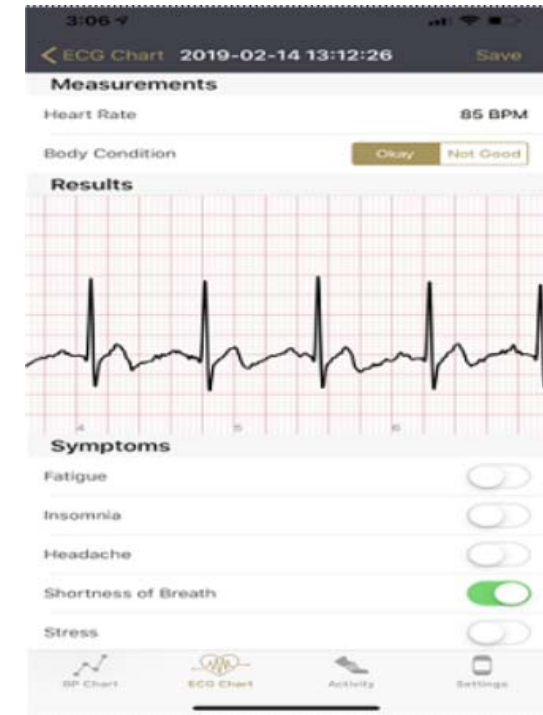 3:06
ECG Chart 2019-02-14 13:12:26 Save
Measurements
Heart Rate 85 BPM
Body Condition Okay Not Good
Results
4 5 6
Symptoms
Fatigue
Insomnia
Headache
Shortness of Breath
Stress
BP Chart ECG Chart Activity Settings